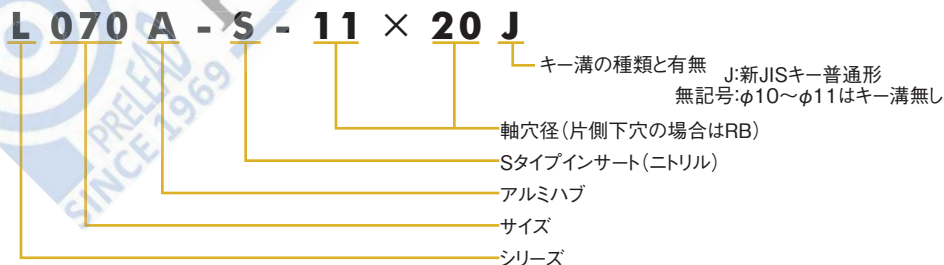 L 070 A - S - 11 × 20 J
キー溝の種類と有無
J:新JISキー普通形
無記号:φ10～φ11はキー溝無し
軸穴径(片側下穴の場合はRB)
Sタイプインサート(ニトリル)
アルミハブ
サイズ
シリーズ
PRELEAD
SINCE 1969